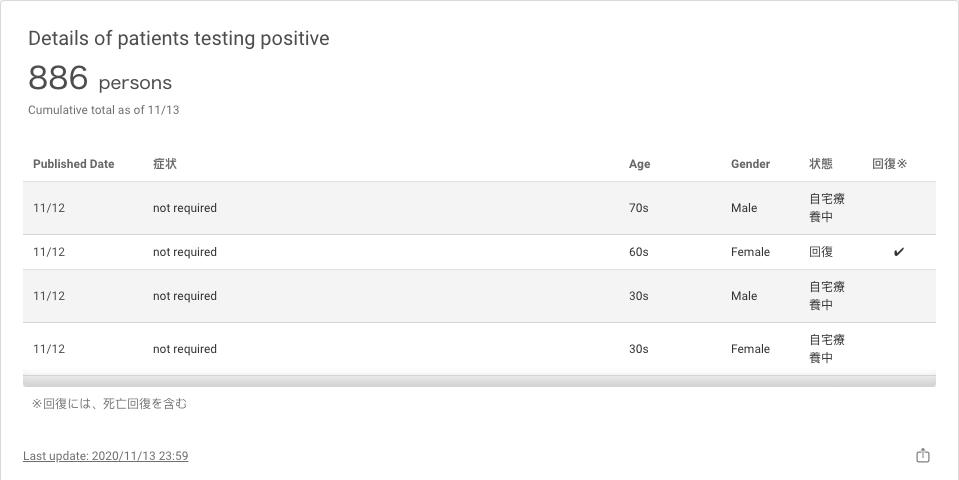 Details of patients testing positive
886 persons
Cumulative total as of 11/13
Published Date 症状 Age Gender 状態 回復※
11/12 not required 70s Male 自宅療
養中
11/12 not required 60s Female 回復 ✔
11/12 not required 30s Male 自宅療
養中
11/12 not required 30s Female 自宅療
養中
※回復には、死亡回復を含む
Last update: 2020/11/13 23:59